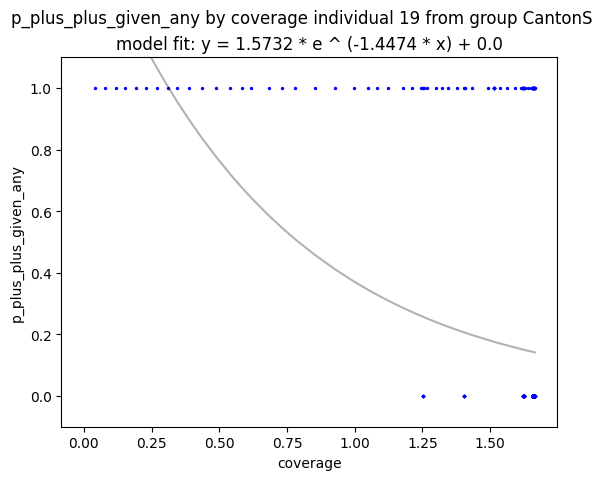 p_plus_plus_given_any by coverage individual 19 from group CantonS
model fit: y = 1.5732 * e ^ (-1.4474 * x) + 0.0
p_plus_plus_given_any
1.0
0.8
0.6
0.4
0.2
0.0
0.00 0.25 0.50 0.75 1.00 1.25 1.50
coverage